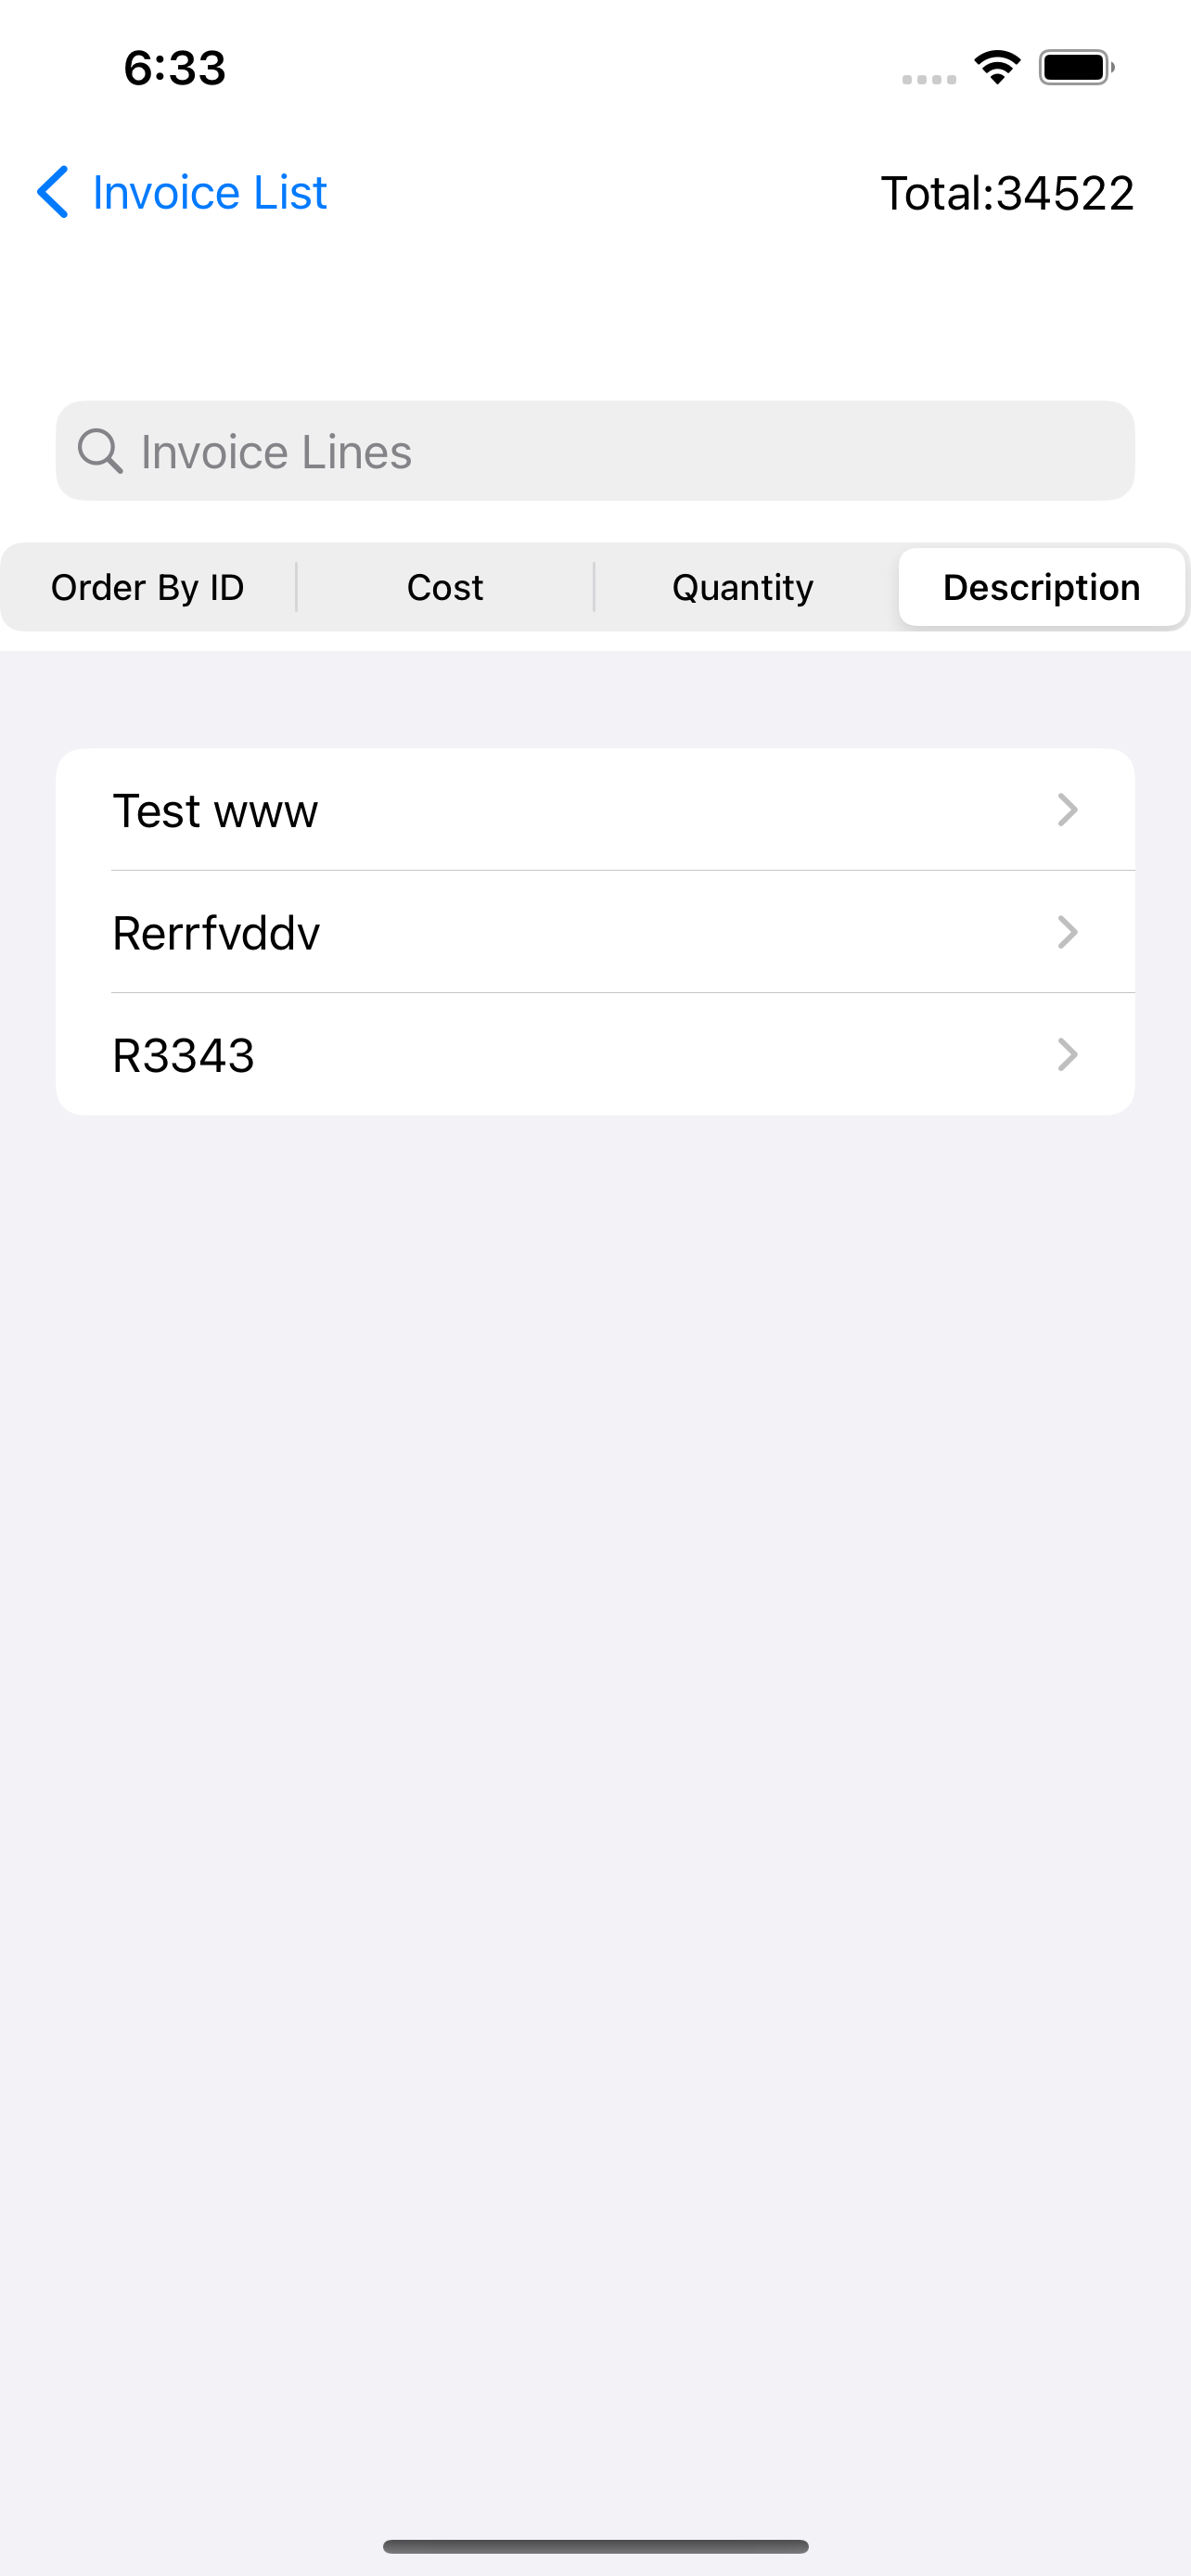 6:33
Invoice List
Total:34522
Invoice Lines
Order By ID
Cost
Quantity
Description
Test www
Rerrfvddv
R3343